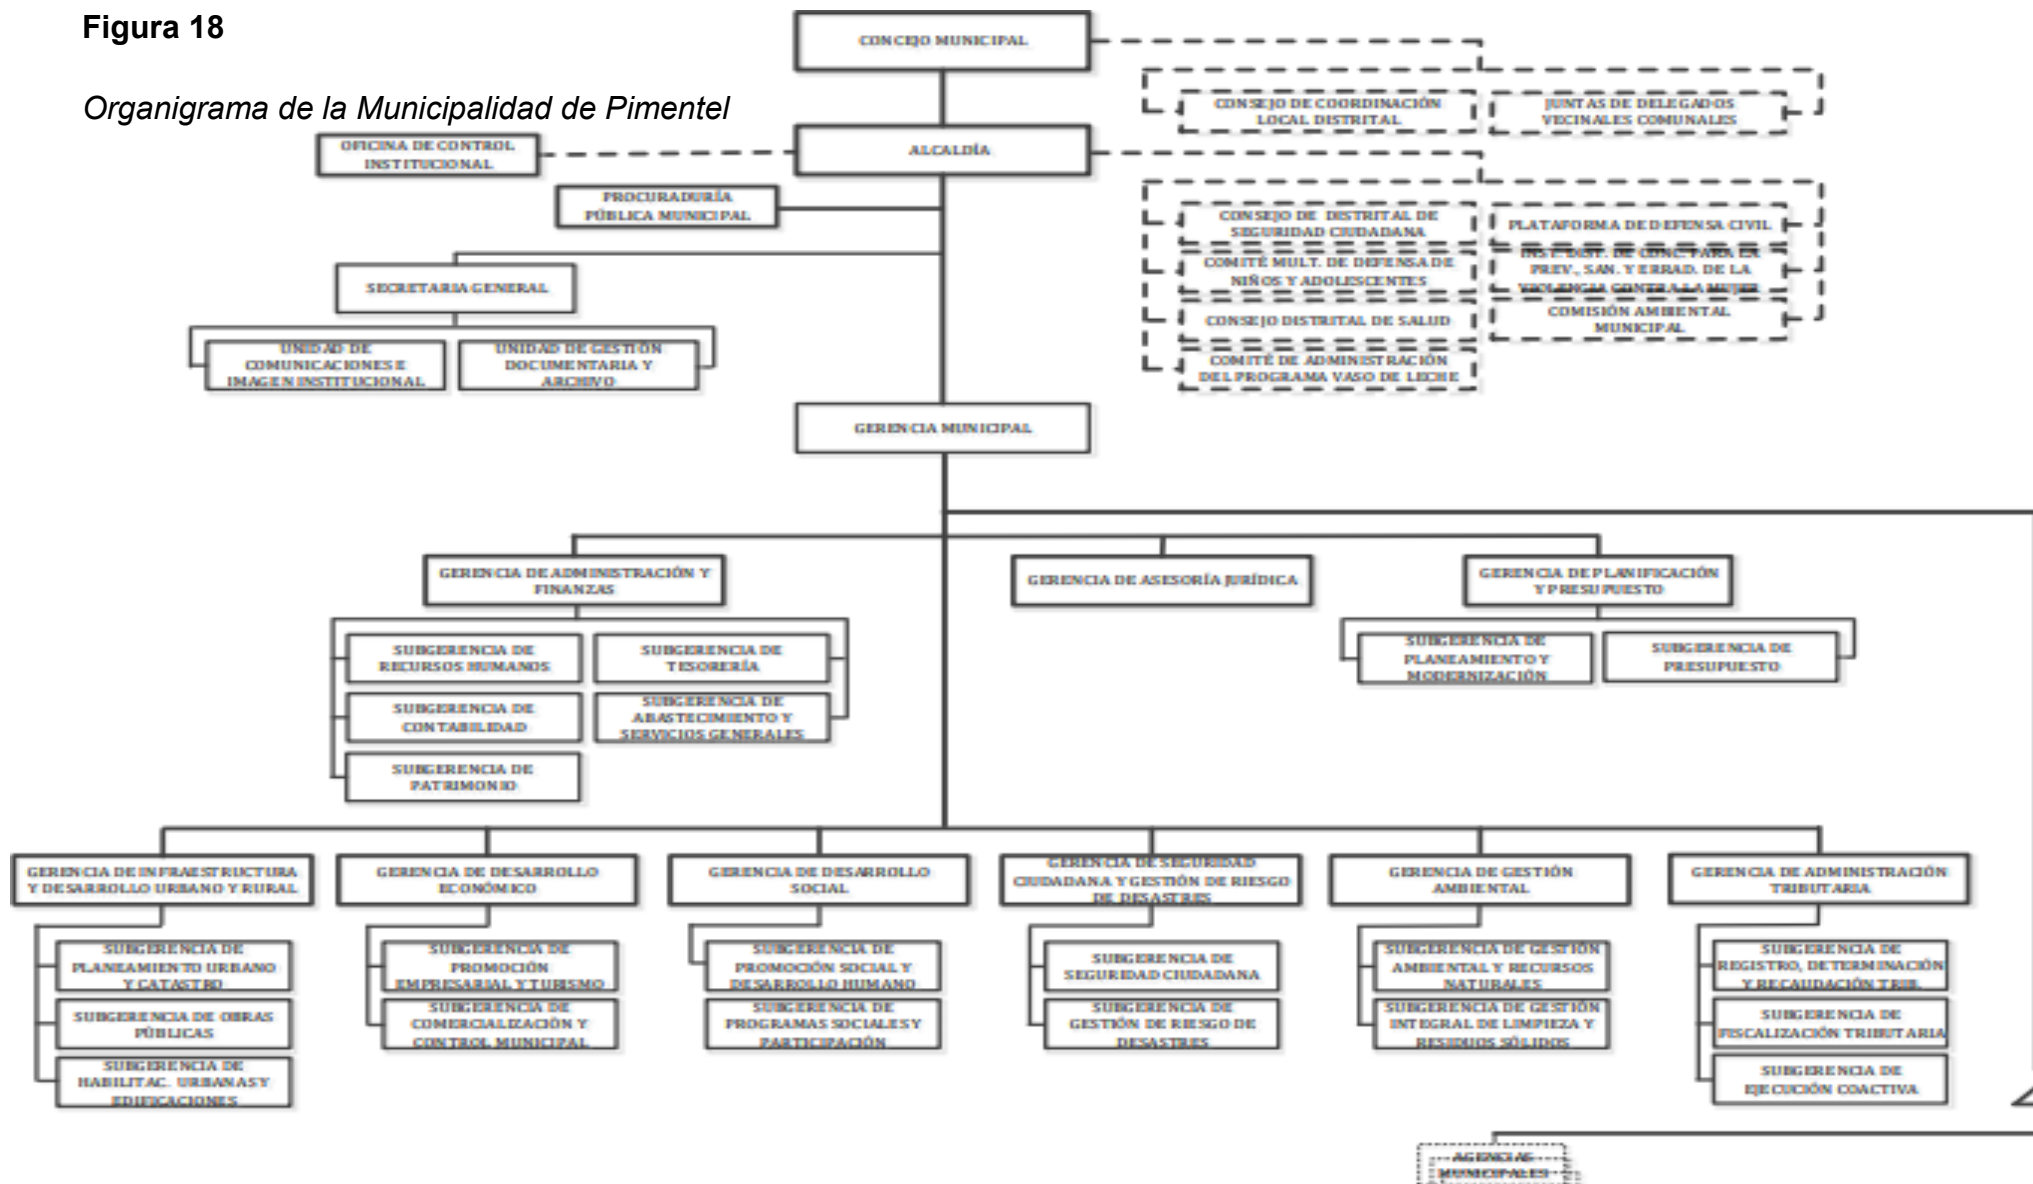 Figura 18
Organigrama de la Municipalidad de Pimentel
CONCEJO MUNICIPAL
CONSEJO DE COORDINACIÓN
LOCAL DISTRITAL
JUNTAS DE DELEGADOS
VECINALES COMUNALES
OFICINA DE CONTROL
INSTITUCIONAL
ALCALDÍA
PROCURADURÍA
PÚBLICA MUNICIPAL
CONSEJO DE DISTRITAL DE
SEGURIDAD CIUDADANA
PLATAFORMA DE DEFENSA CIVIL
COMITÉ MULT. DE DEFENSA DE
NIÑOS Y ADOLESCENTES
INST. DIST. DE CONC. PARA LA
PREV., SAN. Y ERRAD. DE LA
VIOLENCIA CONTRA LA MUJER
CONSEJO DISTRITAL DE SALUD
COMISIÓN AMBIENTAL
MUNICIPAL
COMITÉ DE ADMINISTRACIÓN
DEL PROGRAMA VASO DE LECHE
SECRETARIA GENERAL
UNIDAD DE
COMUNICACIONES E
IMAGEN INSTITUCIONAL
UNIDAD DE GESTIÓN
DOCUMENTARIA Y
ARCHIVO
GERENCIA MUNICIPAL
GERENCIA DE ADMINISTRACIÓN Y
FINANZAS
GERENCIA DE ASESORÍA JURÍDICA
GERENCIA DE PLANIFICACIÓN
Y PRESUPUESTO
SUBGERENCIA DE
RECURSOS HUMANOS
SUBGERENCIA DE
TESORERÍA
SUBGERENCIA DE
CONTABILIDAD
SUBGERENCIA DE
ABASTECIMIENTO Y
SERVICIOS GENERALES
SUBGERENCIA DE
PATRIMONIO
SUBGERENCIA DE
PLANEAMIENTO Y
MODERNIZACIÓN
SUBGERENCIA DE
PRESUPUESTO
GERENCIA DE INFRAESTRUCTURA
Y DESARROLLO URBANO Y RURAL
GERENCIA DE DESARROLLO
ECONÓMICO
GERENCIA DE DESARROLLO
SOCIAL
GERENCIA DE SEGURIDAD
CIUDADANA Y GESTIÓN DE RIESGO
DE DESASTRES
GERENCIA DE GESTIÓN
AMBIENTAL
GERENCIA DE ADMINISTRACIÓN
TRIBUTARIA
SUBGERENCIA DE
PLANEAMIENTO URBANO
Y CATASTRO
SUBGERENCIA DE OBRAS
PÚBLICAS
SUBGERENCIA DE
HABILITAC. URBANAS Y
EDIFICACIONES
SUBGERENCIA DE
PROMOCIÓN
EMPRESARIAL Y TURISMO
SUBGERENCIA DE
COMERCIALIZACIÓN Y
CONTROL MUNICIPAL
SUBGERENCIA DE
PROMOCIÓN SOCIAL Y
DESARROLLO HUMANO
SUBGERENCIA DE
PROGRAMAS SOCIALES Y
PARTICIPACIÓN
SUBGERENCIA DE
SEGURIDAD CIUDADANA
SUBGERENCIA DE
GESTIÓN DE RIESGO DE
DESASTRES
SUBGERENCIA DE GESTIÓN
AMBIENTAL Y RECURSOS
NATURALES
SUBGERENCIA DE GESTIÓN
INTEGRAL DE LIMPIEZA Y
RESIDUOS SÓLIDOS
SUBGERENCIA DE
REGISTRO, DETERMINACIÓN
Y RECAUDACIÓN TRIB.
SUBGERENCIA DE
FISCALIZACIÓN TRIBUTARIA
SUBGERENCIA DE
EJECUCIÓN COACTIVA
AGENCIAS
MUNICIPALES